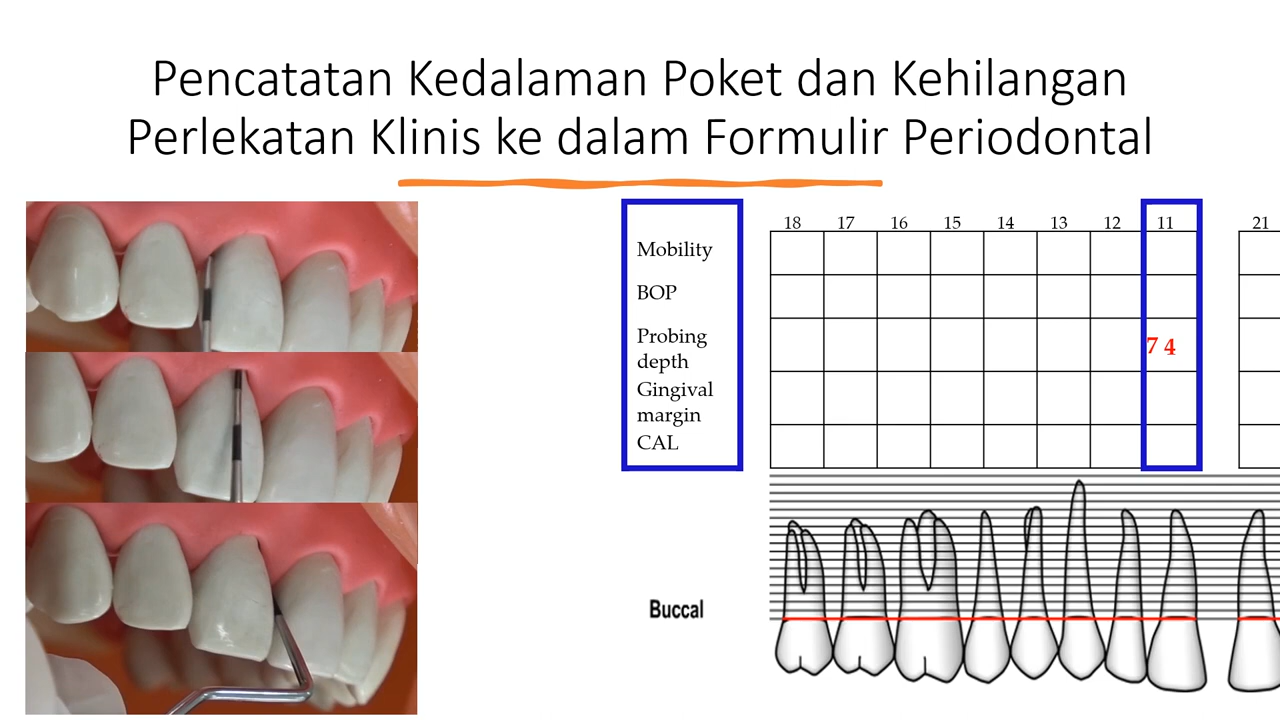 Pencatatan Kedalaman Poket dan Kehilangan
Perlekatan Klinis ke dalam Formulir Periodontal
18 17 16 15 14 13 12 11 21
Mobility
BOP
Probing
depth
7 4
Gingival
margin
CAL
Buccal